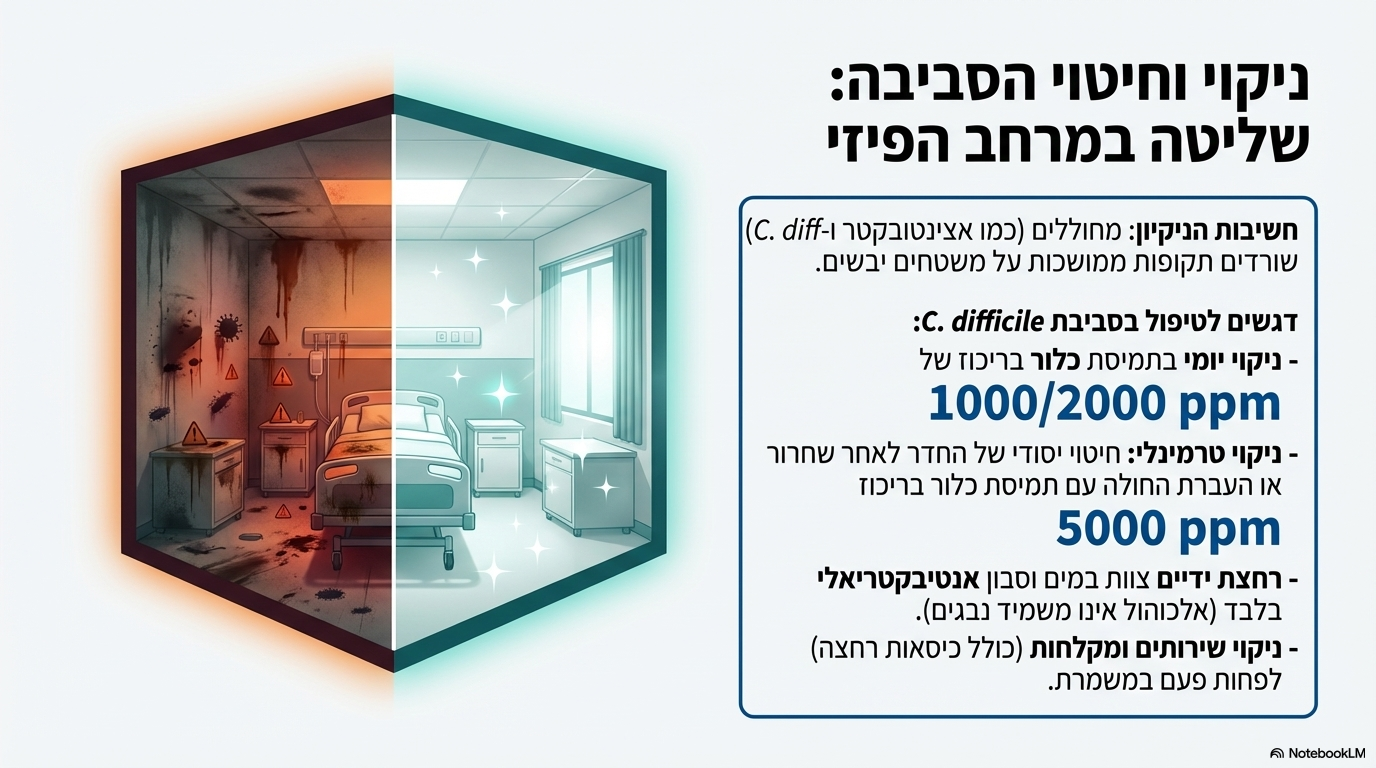 ניקוי וחיטוי הסביבה:
שליטה במרחב הפיזי
חשיבות הניקיון: מחוללים (כמו אצינטובקטר ו-C. diff)
שורדים תקופות ממושכות על משטחים יבשים.
דגשים לטיפול בסביבת C. difficile:
- ניקוי יומי בתמיסת כלור בריכוז של
1000/2000 ppm
- ניקוי טרמינלי: חיטוי יסודי של החדר לאחר שחרור
או העברת החולה עם תמיסת כלור בריכוז
5000 ppm
- רחצת ידיים צוות במים וסבון אנטיבקטריאלי
בלבד (אלכוהול אינו משמיד נבגים).
- ניקוי שירותים ומקלחות (כולל כיסאות רחצה)
לפחות פעם במשמרת.
NotebookLM